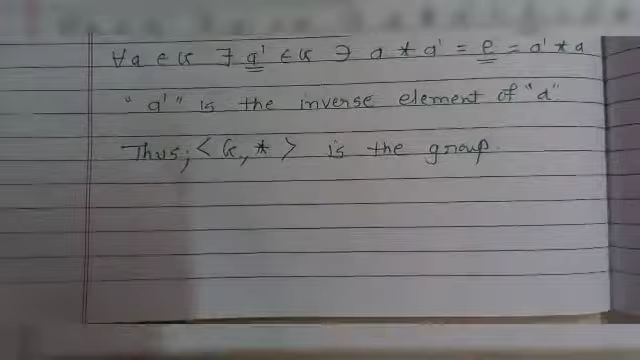 ∀a ∈ G ∃ a' ∈ G ∋ a * a' = e = a' * a
"a'" is the inverse element of "a"
Thus; < G, * > is the group.